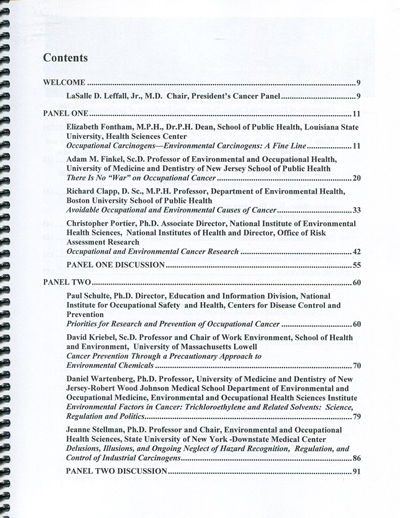 Contents
WELCOME ........ 9
LaSalle D. Leffall, Jr., M.D. Chair, President's Cancer Panel ........ 9
PANEL ONE ........ 11
Elizabeth Fontham, M.P.H., Dr.P.H. Dean, School of Public Health, Louisiana State
University, Health Sciences Center
Occupational Carcinogens—Environmental Carcinogens: A Fine Line ........ 11
Adam M. Finkel, Sc.D. Professor of Environmental and Occupational Health,
University of Medicine and Dentistry of New Jersey School of Public Health
There Is No “War” on Occupational Cancer ........ 20
Richard Clapp, D. Sc., M.P.H. Professor, Department of Environmental Health,
Boston University School of Public Health
Avoidable Occupational and Environmental Causes of Cancer ........ 33
Christopher Portier, Ph.D. Associate Director, National Institute of Environmental
Health Sciences, National Institutes of Health and Director, Office of Risk
Assessment Research
Occupational and Environmental Cancer Research ........ 42
PANEL ONE DISCUSSION ........ 55
PANEL TWO ........ 60
Paul Schulte, Ph.D. Director, Education and Information Division, National
Institute for Occupational Safety and Health, Centers for Disease Control and
Prevention
Priorities for Research and Prevention of Occupational Cancer ........ 60
David Kriebel, Sc.D. Professor and Chair of Work Environment, School of Health
and Environment, University of Massachusetts Lowell
Cancer Prevention Through a Precautionary Approach to
Environmental Chemicals ........ 70
Daniel Wartenberg, Ph.D. Professor, University of Medicine and Dentistry of New
Jersey-Robert Wood Johnson Medical School Department of Environmental and
Occupational Medicine, Environmental and Occupational Health Sciences Institute
Environmental Factors in Cancer: Trichloroethylene and Related Solvents: Science,
Regulation and Politics ........ 79
Jeanne Stellman, Ph.D. Professor and Chair, Environmental and Occupational
Health Sciences, State University of New York -Downstate Medical Center
Delusions, Illusions, and Ongoing Neglect of Hazard Recognition, Regulation, and
Control of Industrial Carcinogens ........ 86
PANEL TWO DISCUSSION ........ 91